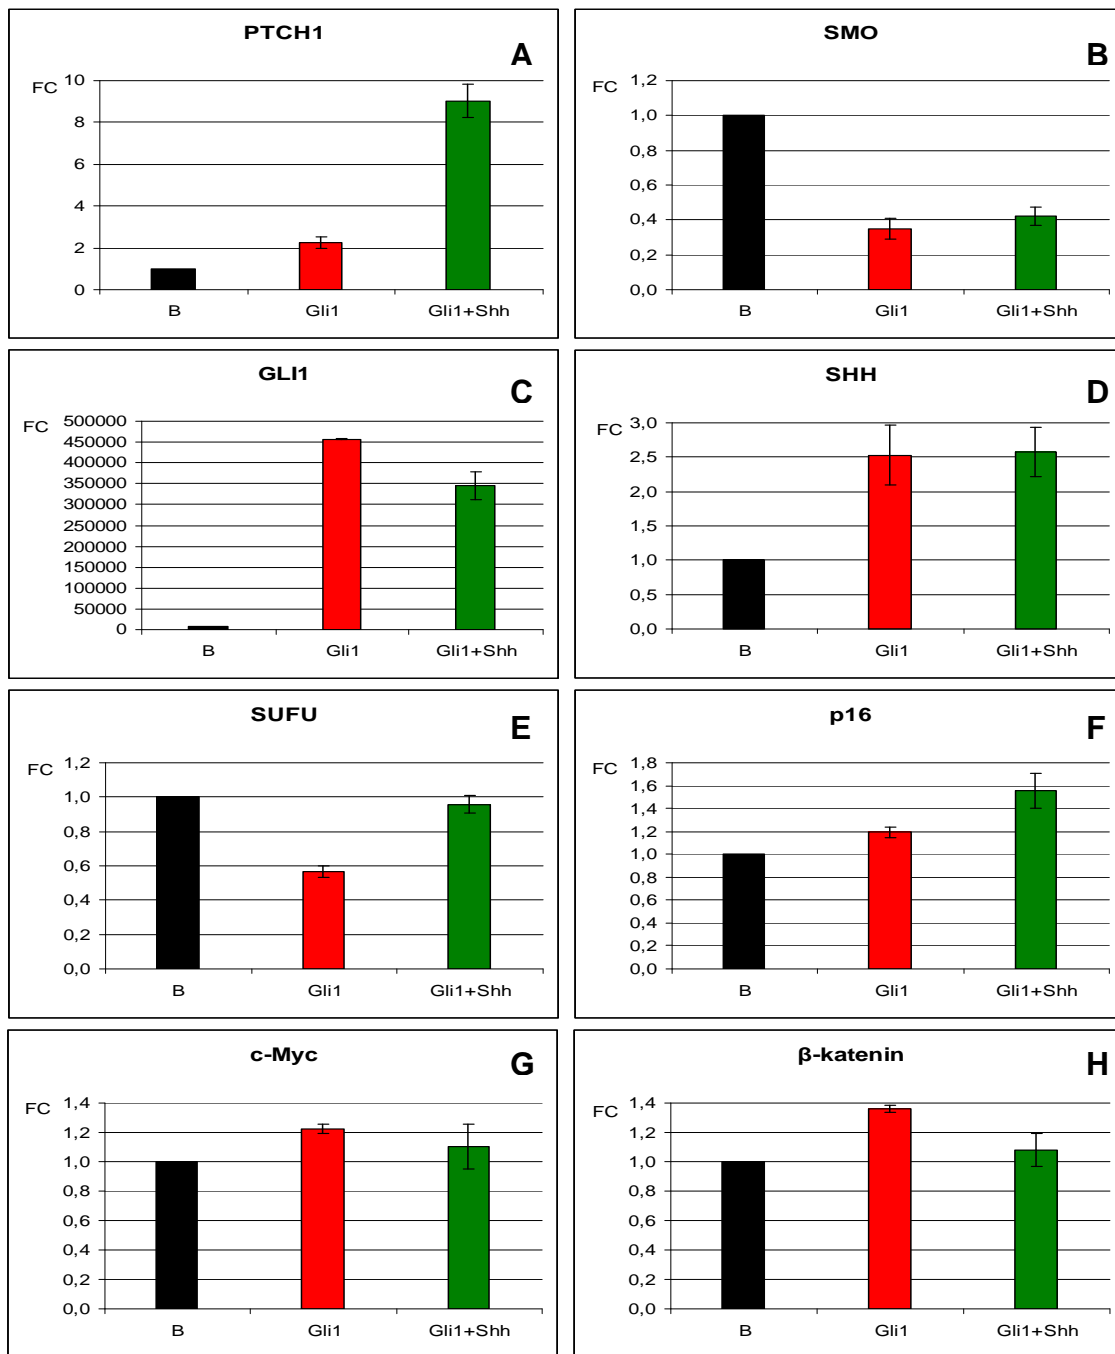 PTCH1
A
FC
10
8
6
4
2
0
B
Gli1
Gli1+Shh
SMO
B
FC
1,2
1,0
0,8
0,6
0,4
0,2
0,0
B
Gli1
Gli1+Shh
GLI1
C
FC
500000
450000
400000
350000
300000
250000
200000
150000
100000
50000
0
B
Gli1
Gli1+Shh
SHH
D
FC
3,0
2,5
2,0
1,5
1,0
0,5
0,0
B
Gli1
Gli1+Shh
SUFU
E
FC
1,2
1,0
0,8
0,6
0,4
0,2
0,0
B
Gli1
Gli1+Shh
p16
F
FC
1,8
1,6
1,4
1,2
1,0
0,8
0,6
0,4
0,2
0,0
B
Gli1
Gli1+Shh
c-Myc
G
FC
1,4
1,2
1,0
0,8
0,6
0,4
0,2
0,0
B
Gli1
Gli1+Shh
β-katenin
H
FC
1,4
1,2
1,0
0,8
0,6
0,4
0,2
0,0
B
Gli1
Gli1+Shh